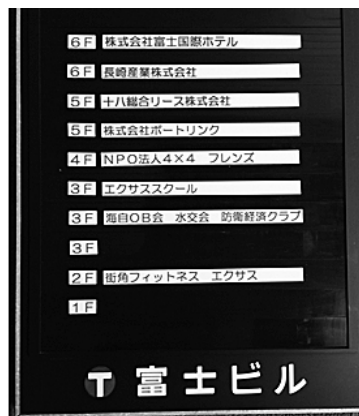 6F 株式会社富士国際ホテル
6F 長崎産業株式会社
5F 十八総合リース株式会社
5F 株式会社ポートリンク
4F NPO法人4×4 フレンズ
3F エクサススクール
3F 海自OB会 水交会 防衛経済クラブ
3F
2F 街角フィットネス エクサス
1F
T 富士ビル